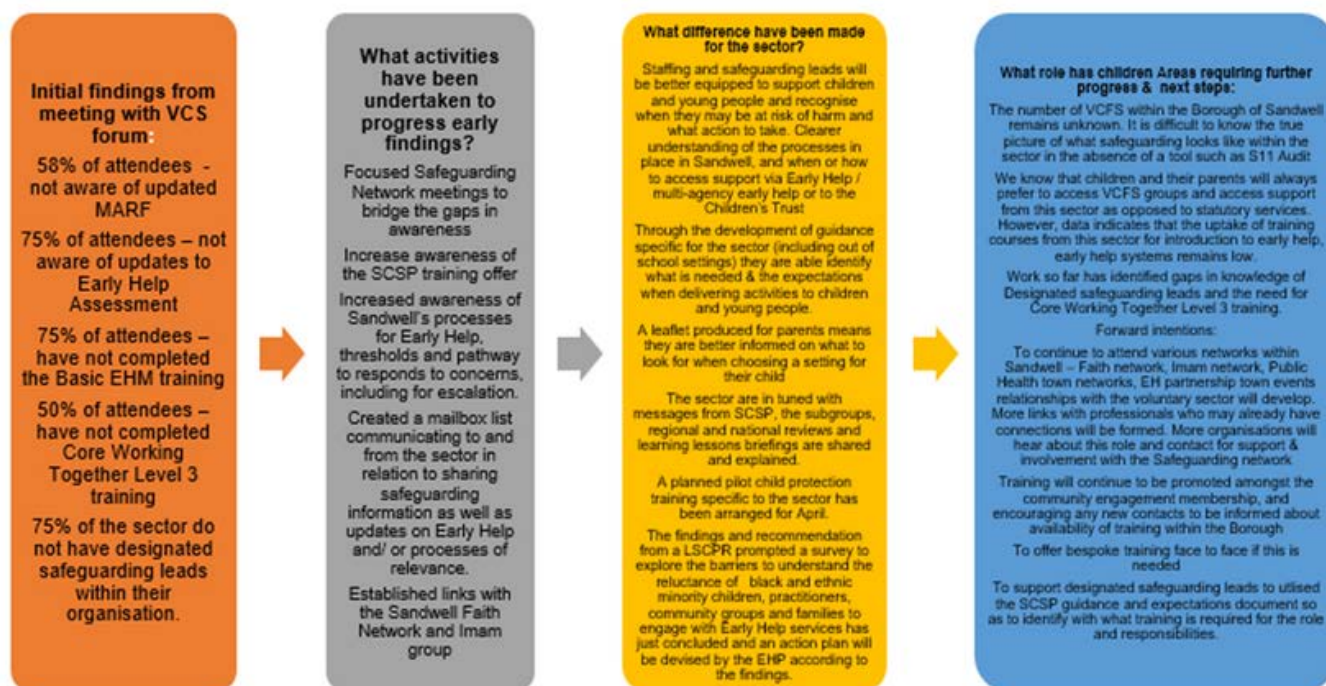 Initial findings from
meeting with VCS
forum:
58% of attendees -
not aware of updated
MARF
75% of attendees – not
aware of updates to
Early Help
Assessment
75% of attendees –
have not completed
the Basic EHM training
50% of attendees –
have not completed
Core Working
Together Level 3
training
75% of the sector do
not have designated
safeguarding leads
within their
organisation.
What activities
have been
undertaken to
progress early
findings?
Focused Safeguarding
Network meetings to
bridge the gaps in
awareness
Increase awareness of
the SCSP training offer
Increased awareness of
Sandwell's processes
for Early Help,
thresholds and pathway
to responds to concerns,
including for escalation.
Created a mailbox list
communicating to and
from the sector in
relation to sharing
safeguarding
information as well as
updates on Early Help
and/ or processes of
relevance.
Established links with
the Sandwell Faith
Network and Imam
group
What difference have been made
for the sector?
Staffing and safeguarding leads will
be better equipped to support children
and young people and recognise
when they may be at risk of harm and
what action to take. Clearer
understanding of the processes in
place in Sandwell, and when or how
to access support via Early Help /
multi-agency early help or to the
Children's Trust
Through the development of guidance
specific for the sector (including out of
school settings) they are able identify
what is needed & the expectations
when delivering activities to children
and young people.
A leaflet produced for parents means
they are better informed on what to
look for when choosing a setting for
their child
The sector are in tuned with
messages from SCSP, the subgroups,
regional and national reviews and
learning lessons briefings are shared
and explained.
A planned pilot child protection
training specific to the sector has
been arranged for April.
The findings and recommendation
from a LSCPR prompted a survey to
explore the barriers to understand the
reluctance of black and ethnic
minority children, practitioners,
community groups and families to
engage with Early Help services has
just concluded and an action plan will
be devised by the EHP according to
the findings.
What role has children Areas requiring further
progress & next steps:
The number of VCFS within the Borough of Sandwell
remains unknown. It is difficult to know the true
picture of what safeguarding looks like within the
sector in the absence of a tool such as S11 Audit
We know that children and their parents will always
prefer to access VCFS groups and access support
from this sector as opposed to statutory services.
However, data indicates that the uptake of training
courses from this sector for introduction to early help,
early help systems remains low.
Work so far has identified gaps in knowledge of
Designated safeguarding leads and the need for
Core Working Together Level 3 training.
Forward intentions:
To continue to attend various networks within
Sandwell – Faith network, Imam network, Public
Health town networks, EH partnership town events
relationships with the voluntary sector will develop.
More links with professionals who may already have
connections will be formed. More organisations will
hear about this role and contact for support &
involvement with the Safeguarding network
Training will continue to be promoted amongst the
community engagement membership, and
encouraging any new contacts to be informed about
availability of training within the Borough
To offer bespoke training face to face if this is
needed
To support designated safeguarding leads to utilised
the SCSP guidance and expectations document so
as to identify with what training is required for the role
and responsibilities.